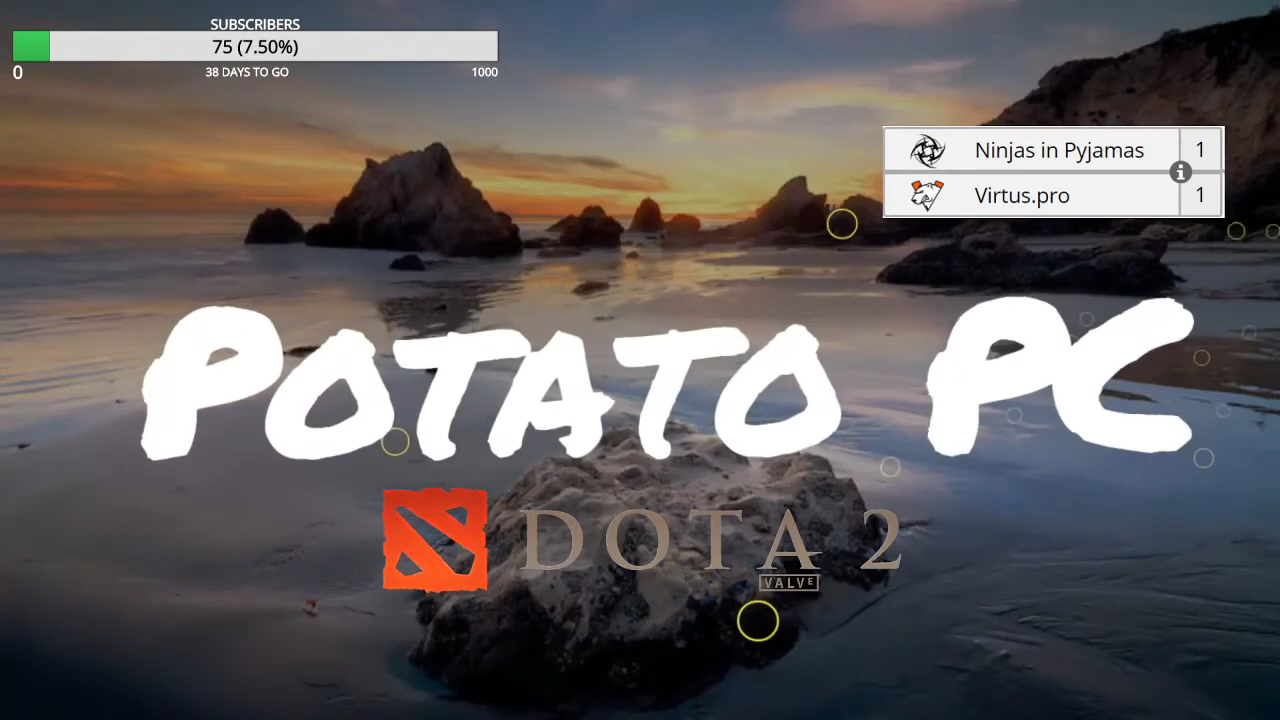 SUBSCRIBERS
75 (7.50%)
0 38 DAYS TO GO 1000
Ninjas in Pyjamas 1
Virtus.pro 1
POTATO PC
DOTA 2
VALVE